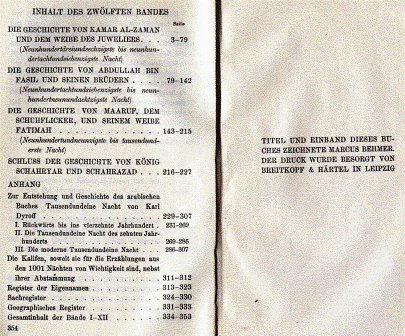 INHALT DES ZWÖLFTEN BANDES
Seite
DIE GESCHICHTE VON KAMAR AL-ZAMAN
UND DEM WEIBE DES JUWELIERS . . . 3-79
(Neunhundertdreiundsechzigste bis neunhun-
dertachtundsiebenzigste Nacht)
DIE GESCHICHTE VON ABDULLAH BIN
FASIL UND SEINEN BRÜDERN . . . 79-142
(Neunhundertachtundsiebenzigste bis neun-
hundertneunundachtzigste Nacht)
DIE GESCHICHTE VON MAARUF, DEM
SCHUHFLICKER, UND SEINEM WEIBE
FATIMAH . . . . . . . . . . 143-215
(Neunhundertundneunzigste bis tausendund-
erste Nacht)
SCHLUSS DER GESCHICHTE VON KÖNIG
SCHAHRYAR UND SCHAHRAZAD . . 216-227
ANHANG
Zur Entstehung und Geschichte des arabischen
Buches Tausendundeine Nacht von Karl
Dyroff . . . . . . . . . . . 229-307
I. Rückwärts bis ins vierzehnte Jahrhundert . 231-269
II. Die Tausendundeine Nacht des zehnten Jahr-
hunderts . . . . . . . . . . . 269-286
III. Die moderne Tausendundeine Nacht . . . 286-307
Die Kalifen, soweit sie für die Erzählungen aus
den 1001 Nächten von Wichtigkeit sind, nebst
ihrer Abstammung . . . . . . . 311-312
Register der Eigennamen . . . . . . 313-323
Sachregister . . . . . . . . . 324-330
Geographisches Register . . . . . . 331-333
Gesamtinhalt der Bände I-XII . . . . 334-353
354
TITEL UND EINBAND DIESES BU-
CHES ZEICHNETE MARCUS BEHMER.
DER DRUCK WURDE BESORGT VON
BREITKOPF & HÄRTEL IN LEIPZIG